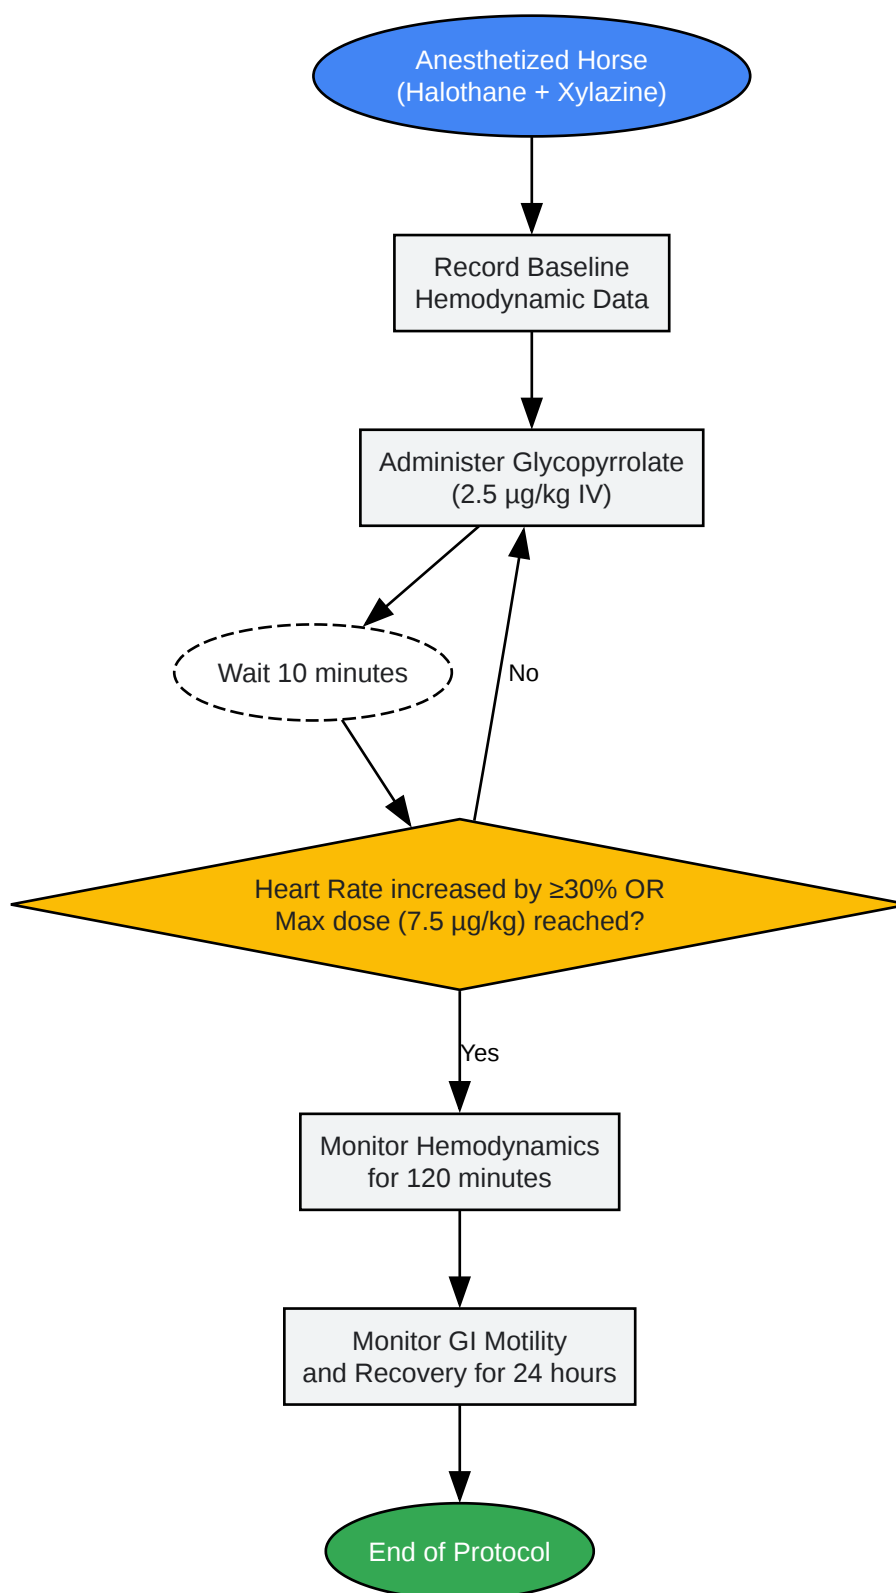 Anesthetized Horse
(Halothane + Xylazine)
Record Baseline
Hemodynamic Data
Administer Glycopyrrolate
(2.5 µg/kg IV)
Wait 10 minutes
No
Heart Rate increased by ≥30% OR
Max dose (7.5 µg/kg) reached?
Yes
Monitor Hemodynamics
for 120 minutes
Monitor GI Motility
and Recovery for 24 hours
End of Protocol